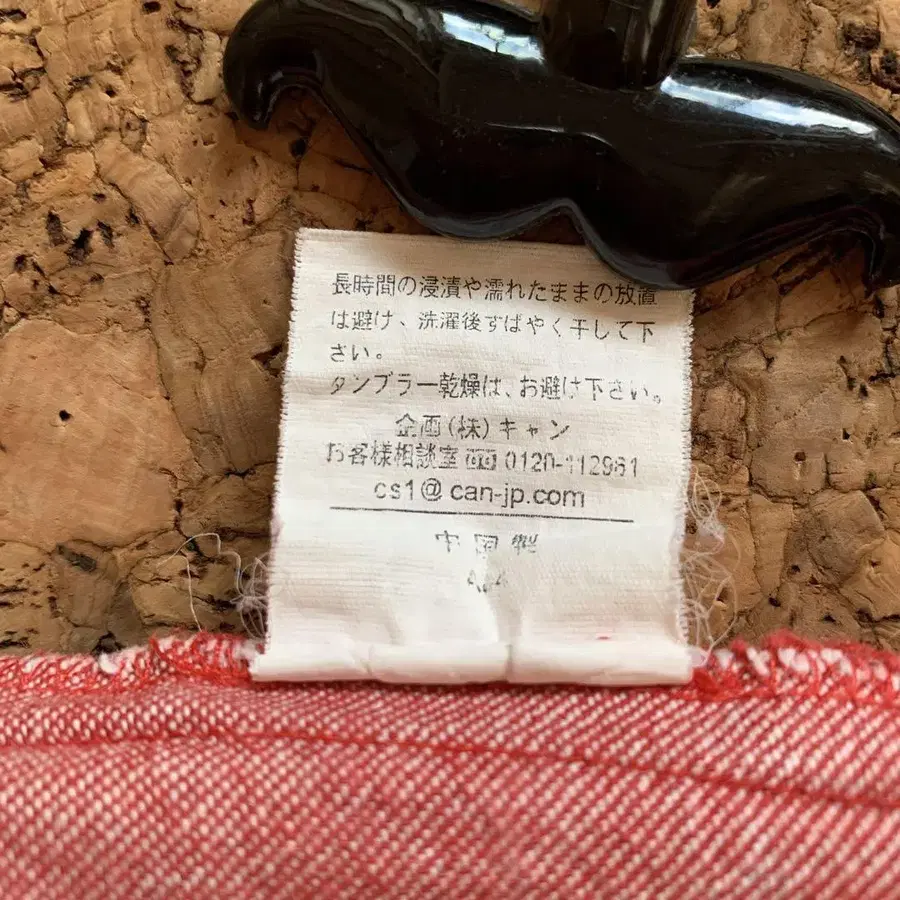 長時間の浸漬や濡れたままの放置
は避け、洗濯後すばやく干して下
さい。
タンブラー乾燥は、お避け下さい。
企画(株)キャン
お客様相談室 0120-112961
cs1@can-jp.com
中国製